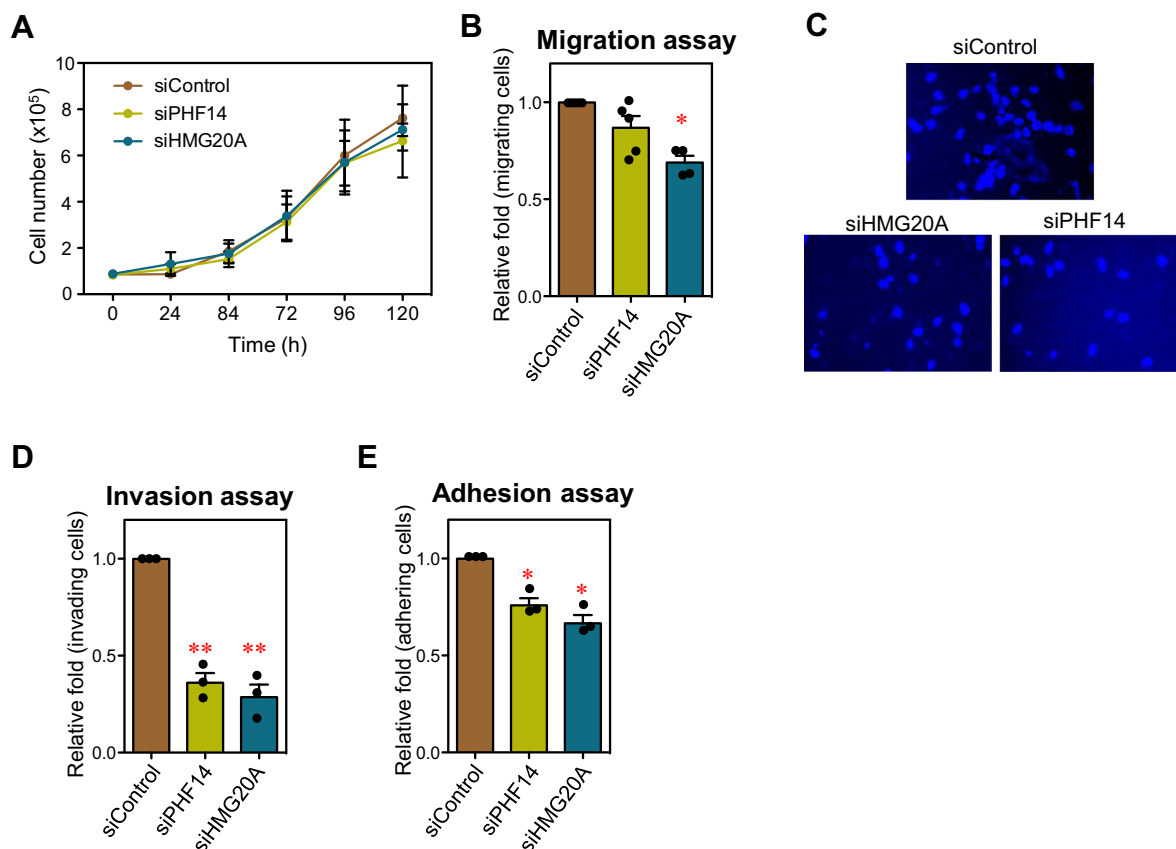 A
Cell number (x10⁵)
10
8
6
4
2
0
siControl
siPHF14
siHMG20A
0 24 84 72 96 120
Time (h)
B
Migration assay
Relative fold (migrating cells)
1.0
0.5
0.0
*
siControl
siPHF14
siHMG20A
C
siControl
siHMG20A
siPHF14
D
Invasion assay
Relative fold (invading cells)
1.0
0.5
0.0
** **
siControl
siPHF14
siHMG20A
E
Adhesion assay
Relative fold (adhering cells)
1.0
0.5
0.0
* *
siControl
siPHF14
siHMG20A